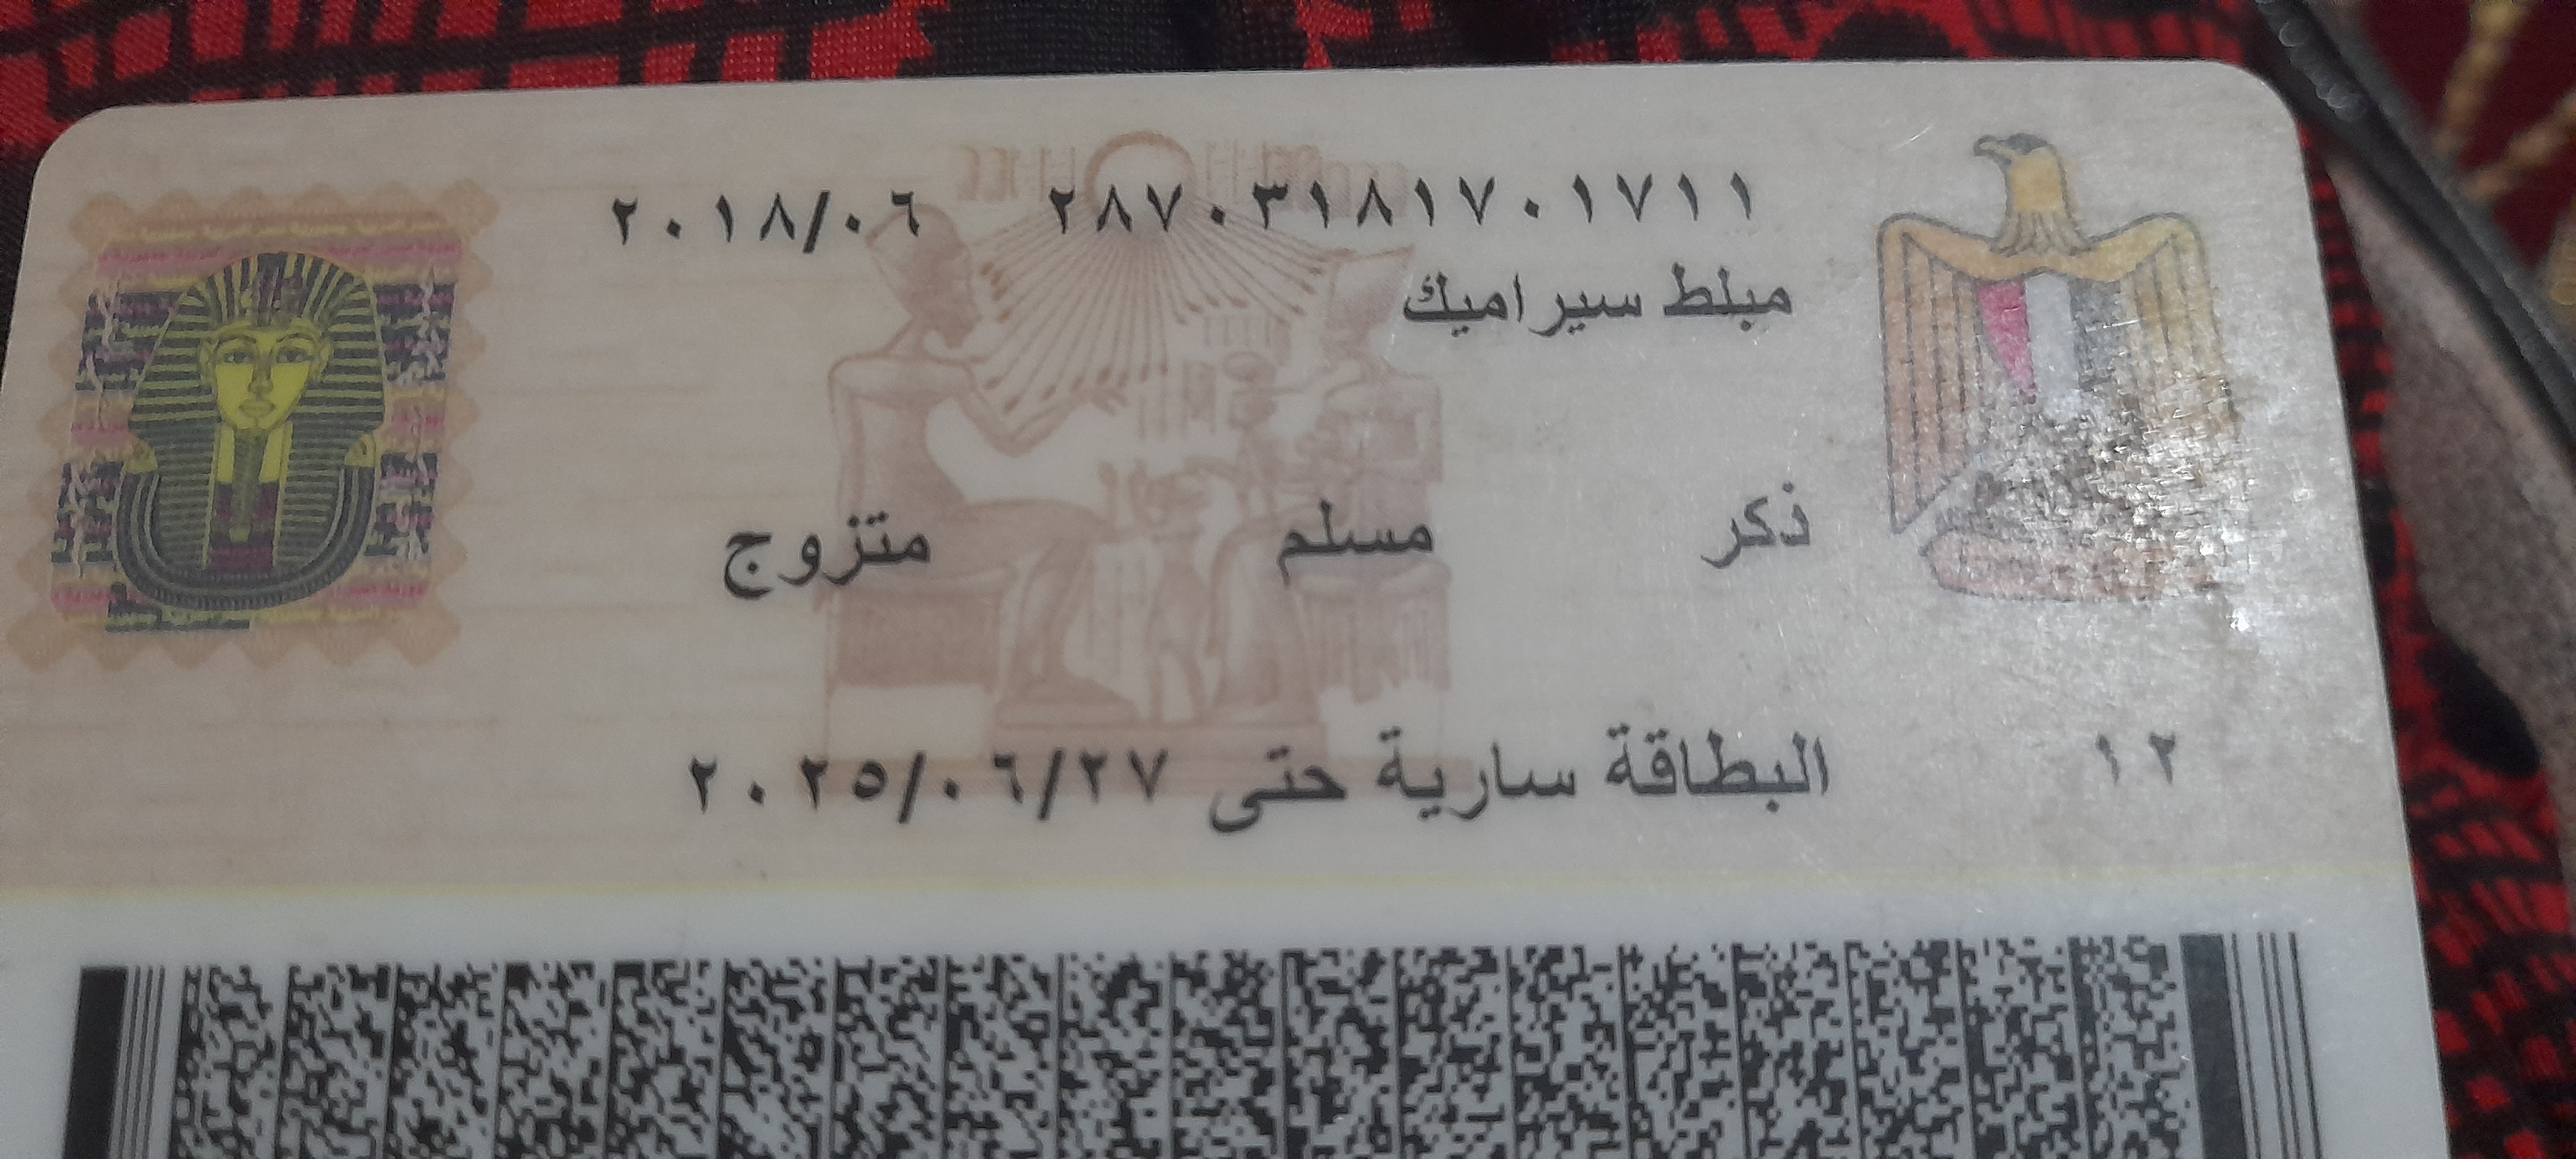 ٢٨٧٠٣١٨١٧٠١٧١١ ٢٠١٨/٠٦
مبلط سيراميك
ذكر مسلم متزوج
البطاقة سارية حتى ٢٠٢٥/٠٦/٢٧
١٢